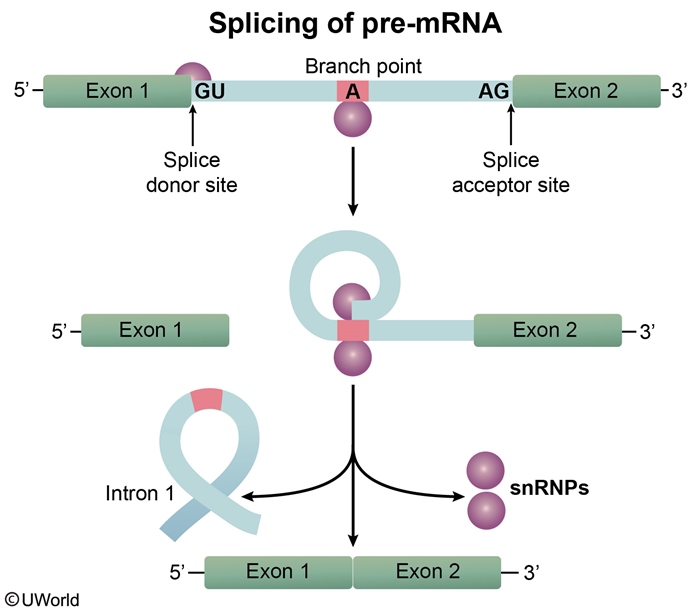 Splicing of pre-mRNA
Branch point
5’
Exon 1
GU
A
AG
Exon 2
3’
Splice
donor site
Splice
acceptor site
5’
Exon 1
Exon 2
3’
Intron 1
snRNPs
5’
Exon 1
Exon 2
3’
©UWorld